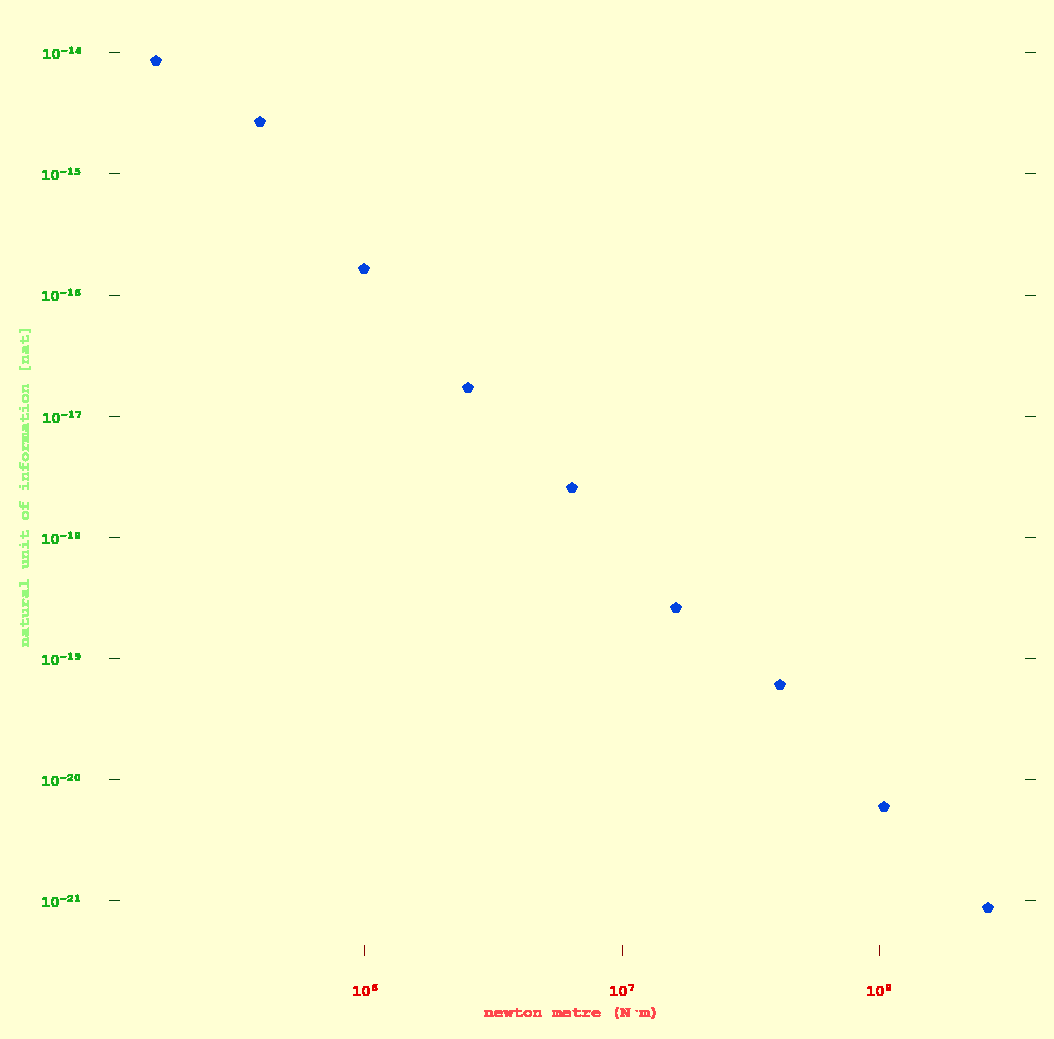 10⁻¹⁴
10⁻¹⁵
10⁻¹⁶
10⁻¹⁷
10⁻¹⁸
10⁻¹⁹
10⁻²⁰
10⁻²¹
natural unit of information [nat]
10⁶ 10⁷ 10⁸
newton metre (N·m)